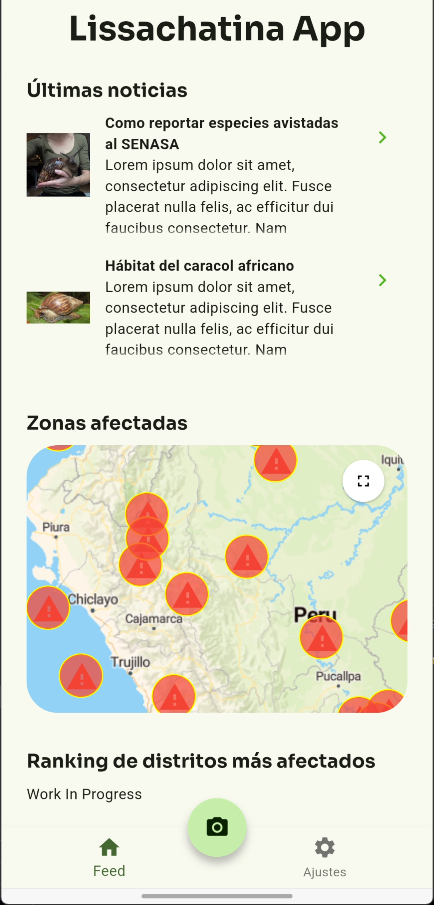 Lissachatina App
Últimas noticias
Como reportar especies avistadas
al SENASA
Lorem ipsum dolor sit amet,
consectetur adipiscing elit. Fusce
placerat nulla felis, ac efficitur dui
faucibus consectetur. Nam
Hábitat del caracol africano
Lorem ipsum dolor sit amet,
consectetur adipiscing elit. Fusce
placerat nulla felis, ac efficitur dui
faucibus consectetur. Nam
Zonas afectadas
Piura
Chiclayo
Cajamarca
Peru
Trujillo
Pucallpa
Ranking de distritos más afectados
Work In Progress
Feed
Ajustes